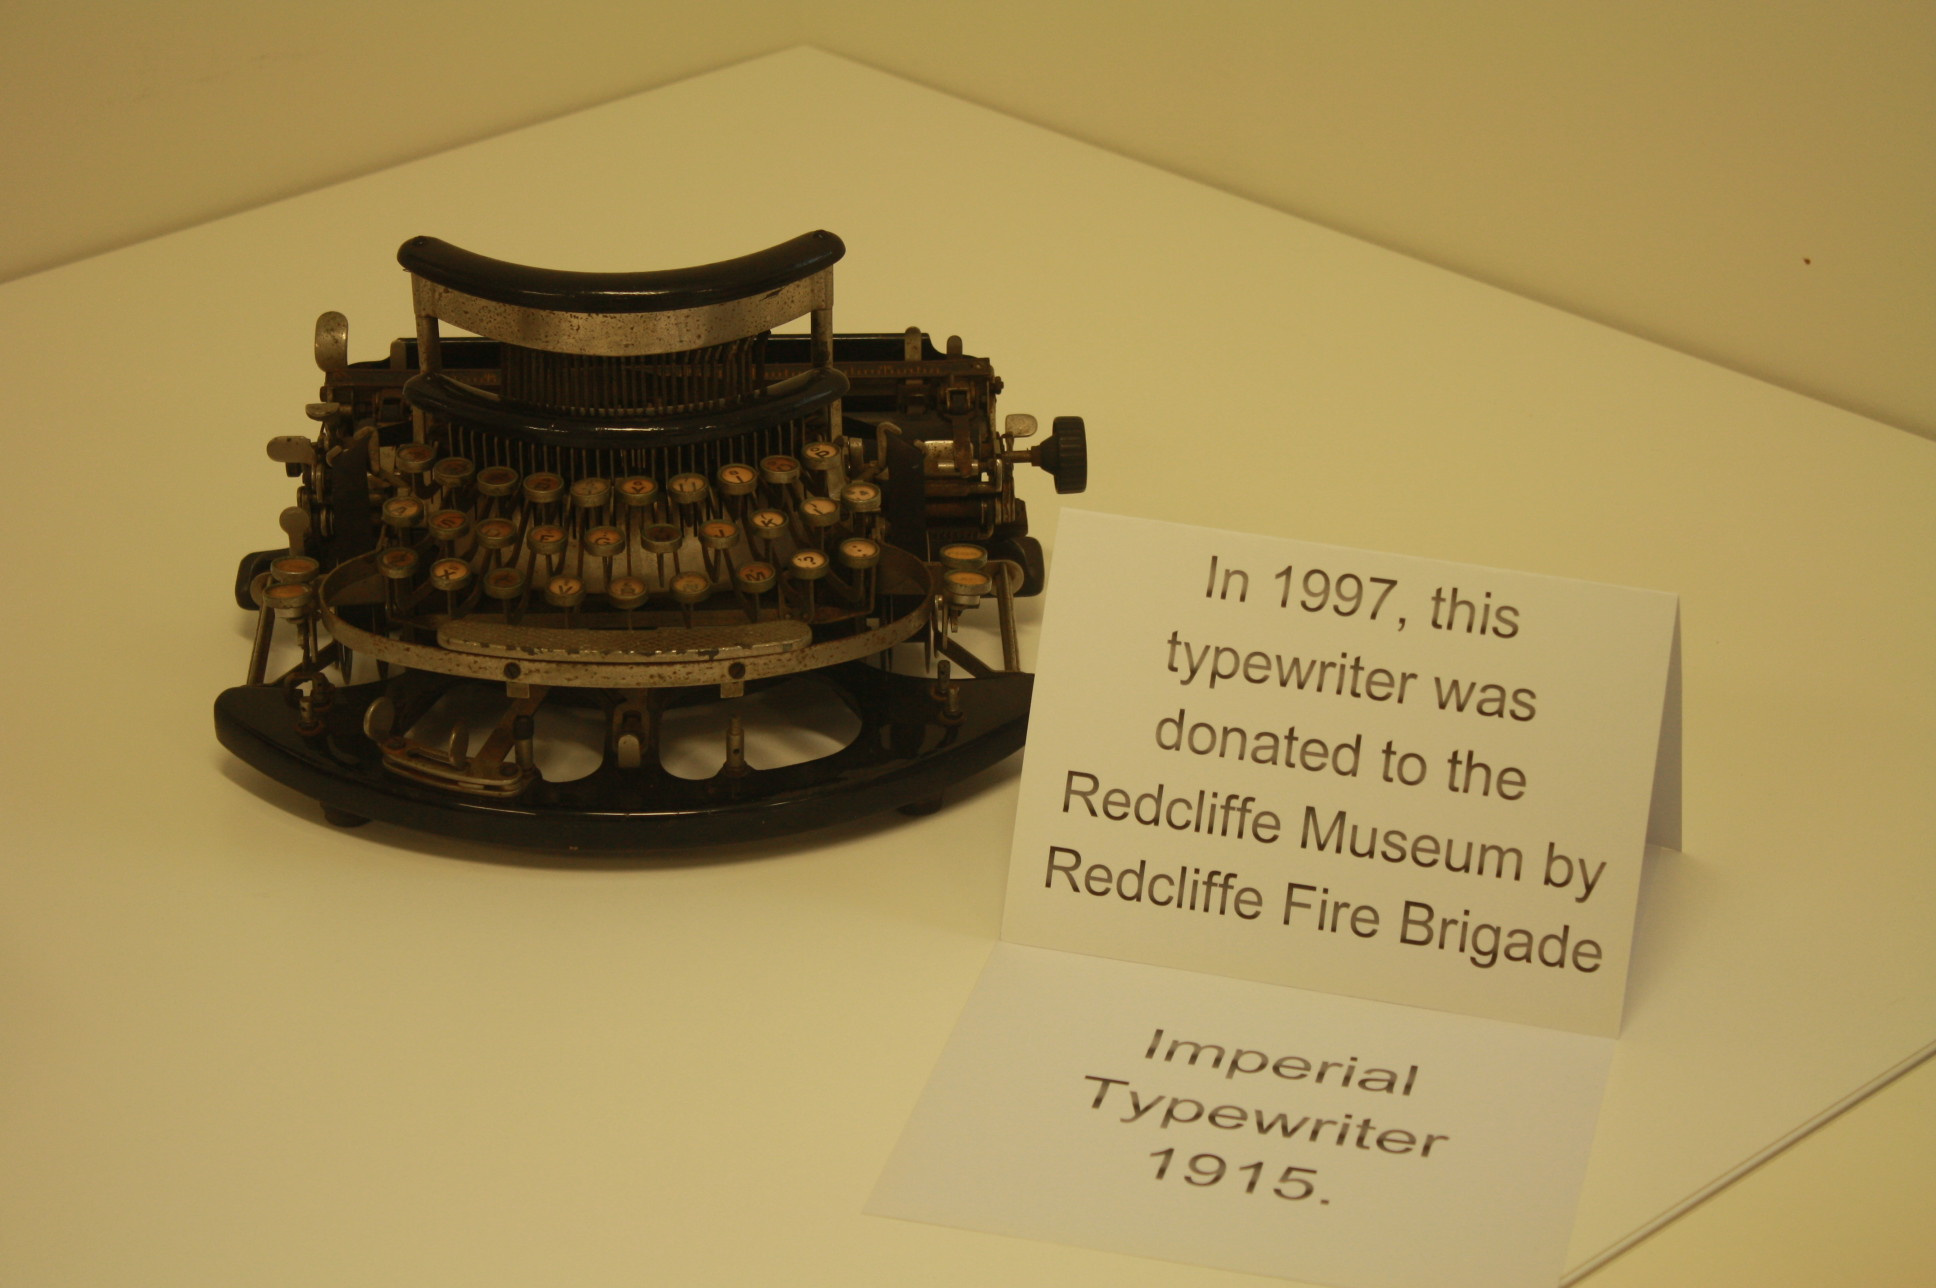 In 1997, this
typewriter was
donated to the
Redcliffe Museum by
Redcliffe Fire Brigade
Imperial
Typewriter
1915.